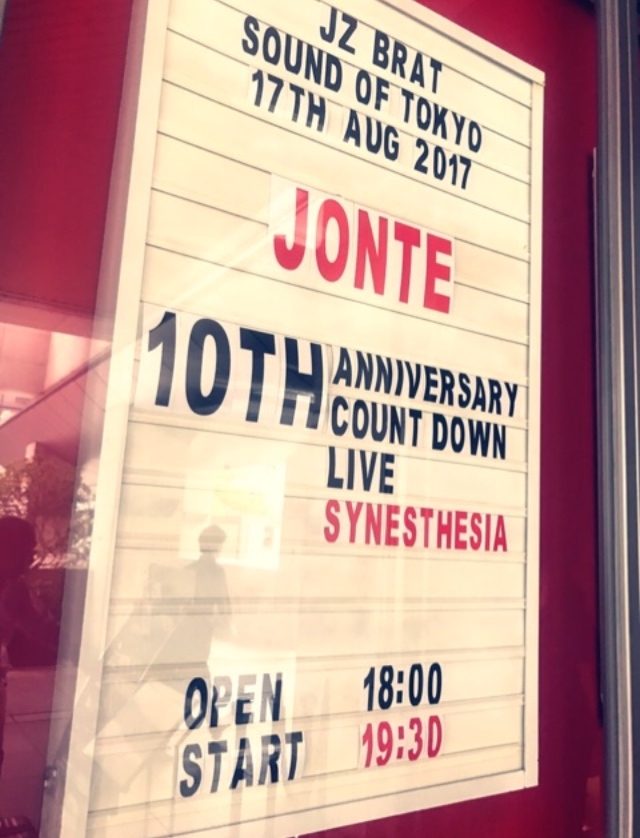 JZ BRAT
SOUND OF TOKYO
17TH AUG 2017
JONTE
10TH ANNIVERSARY
COUNT DOWN
LIVE
SYNESTHESIA
OPEN 18:00
START 19:30